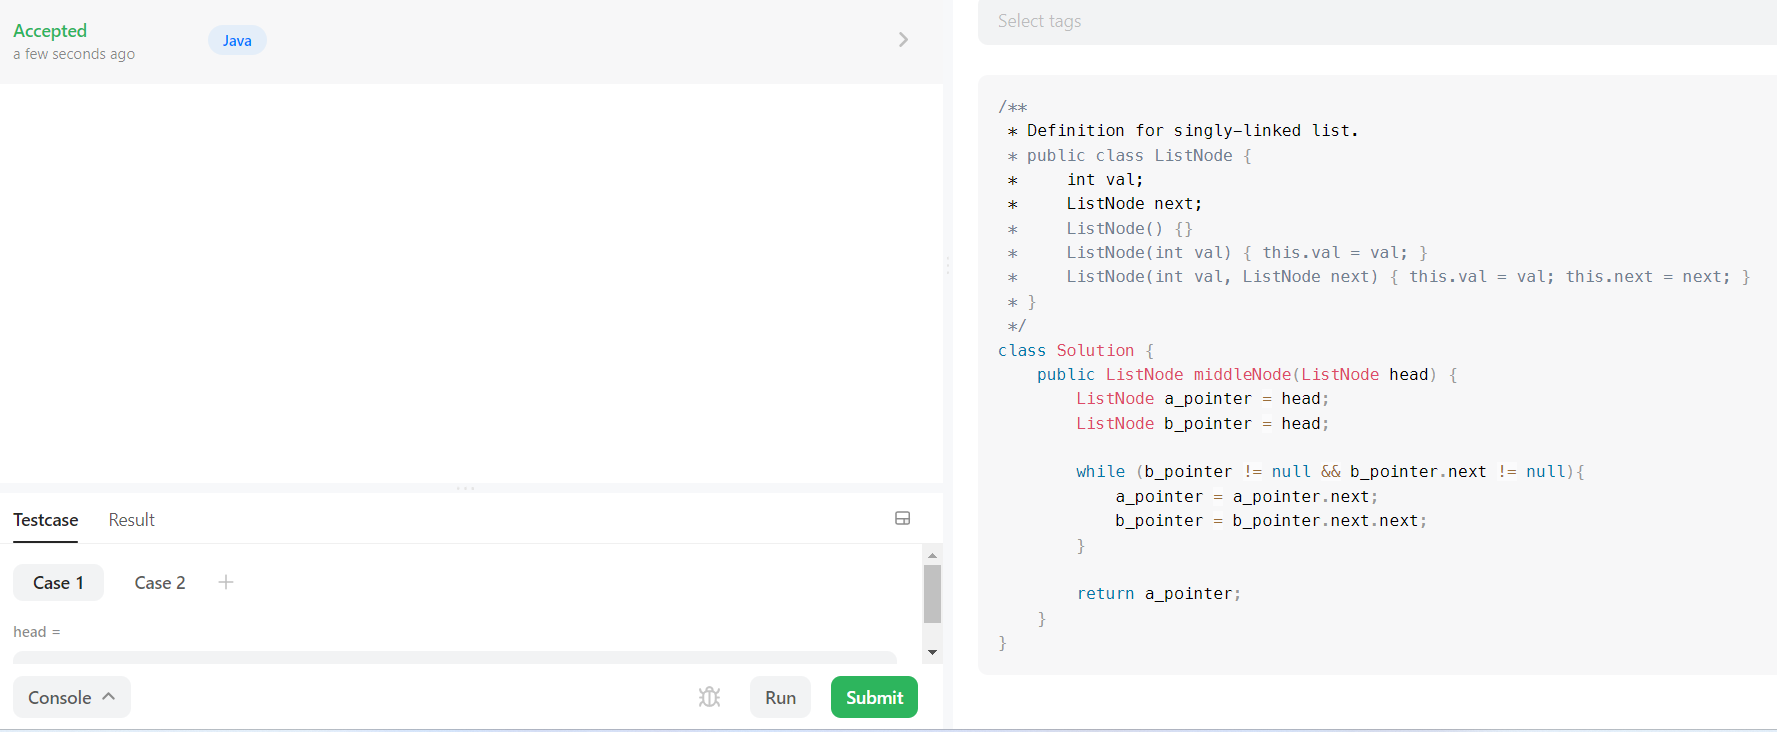 Accepted
a few seconds ago
Java
Testcase
Result
Case 1
Case 2
+
head =
Console
Run
Submit
Select tags
/**
 * Definition for singly-linked list.
 * public class ListNode {
 *     int val;
 *     ListNode next;
 *     ListNode() {}
 *     ListNode(int val) { this.val = val; }
 *     ListNode(int val, ListNode next) { this.val = val; this.next = next; }
 * }
 */
class Solution {
    public ListNode middleNode(ListNode head) {
        ListNode a_pointer = head;
        ListNode b_pointer = head;

        while (b_pointer != null && b_pointer.next != null){
            a_pointer = a_pointer.next;
            b_pointer = b_pointer.next.next;
        }

        return a_pointer;
    }
}